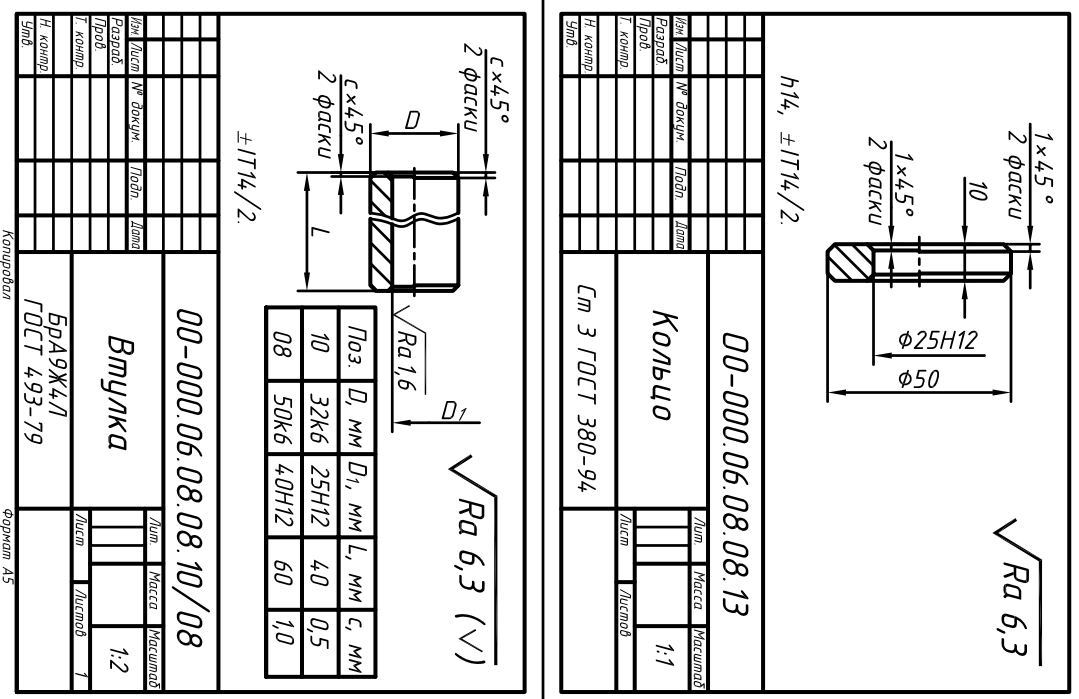 √Ra 6,3 (√)
c×45°
2 фаски
D
c×45°
2 фаски
L
√Ra 1,6
D₁
Поз. D, мм D₁, мм L, мм c, мм
10 32k6 25H12 40 0,5
08 50k6 40H12 60 1,0
±IT14/2.
00-000.06.08.08.10/08
Изм Лист № докум. Подп. Дата
Разраб.
Пров.
Т. контр.
Н. контр
Утв.
Втулка
Лит. Масса Масштаб
1:2
Лист Листов 1
БрА9Ж4Л
ГОСТ 493-79
Копировал Формат А5
√Ra 6,3
1×45°
2 фаски
10
1×45°
2 фаски
Ф25H12
Ф50
h14, ±IT14/2.
00-000.06.08.08.13
Изм Лист № докум. Подп. Дата
Разраб.
Пров.
Т. контр.
Н. контр
Утв.
Кольцо
Лит. Масса Масштаб
1:1
Лист Листов
Ст 3 ГОСТ 380-94